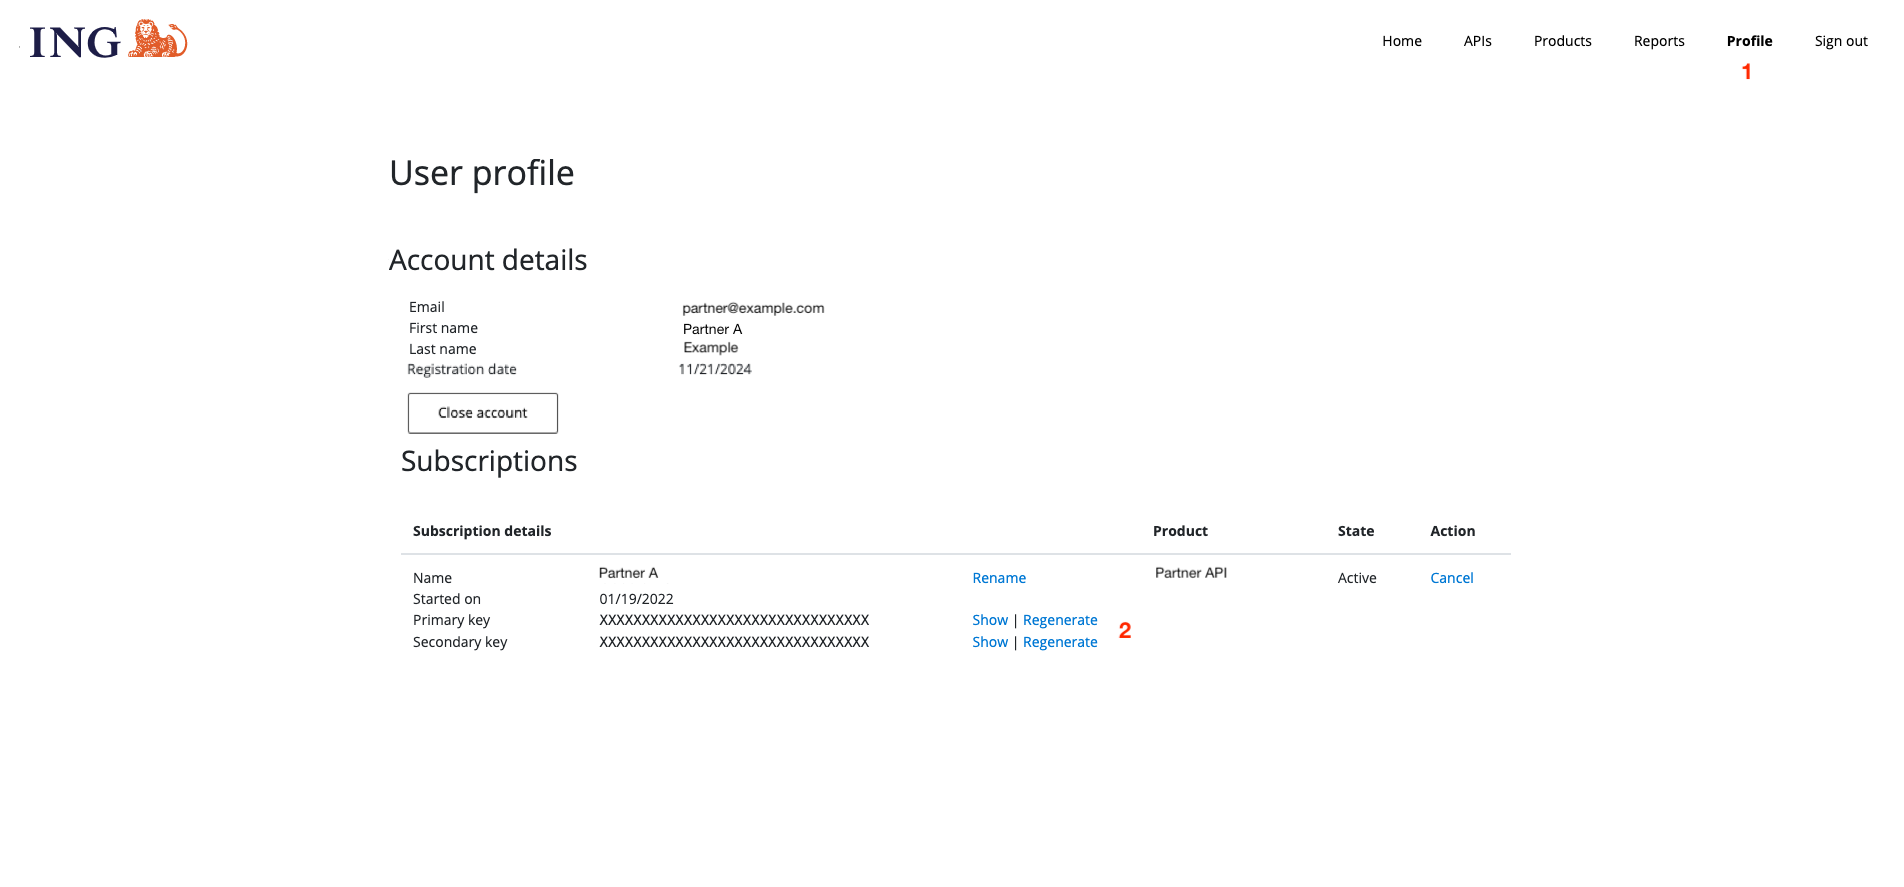 ING
Home APIs Products Reports Profile Sign out
1
User profile
Account details
Email partner@example.com
First name Partner A
Last name Example
Registration date 11/21/2024
Close account
Subscriptions
Subscription details Product State Action
Name Partner A Rename Partner API Active Cancel
Started on 01/19/2022
Primary key XXXXXXXXXXXXXXXXXXXXXXXXXXXXXXXX Show | Regenerate
2
Secondary key XXXXXXXXXXXXXXXXXXXXXXXXXXXXXXXX Show | Regenerate